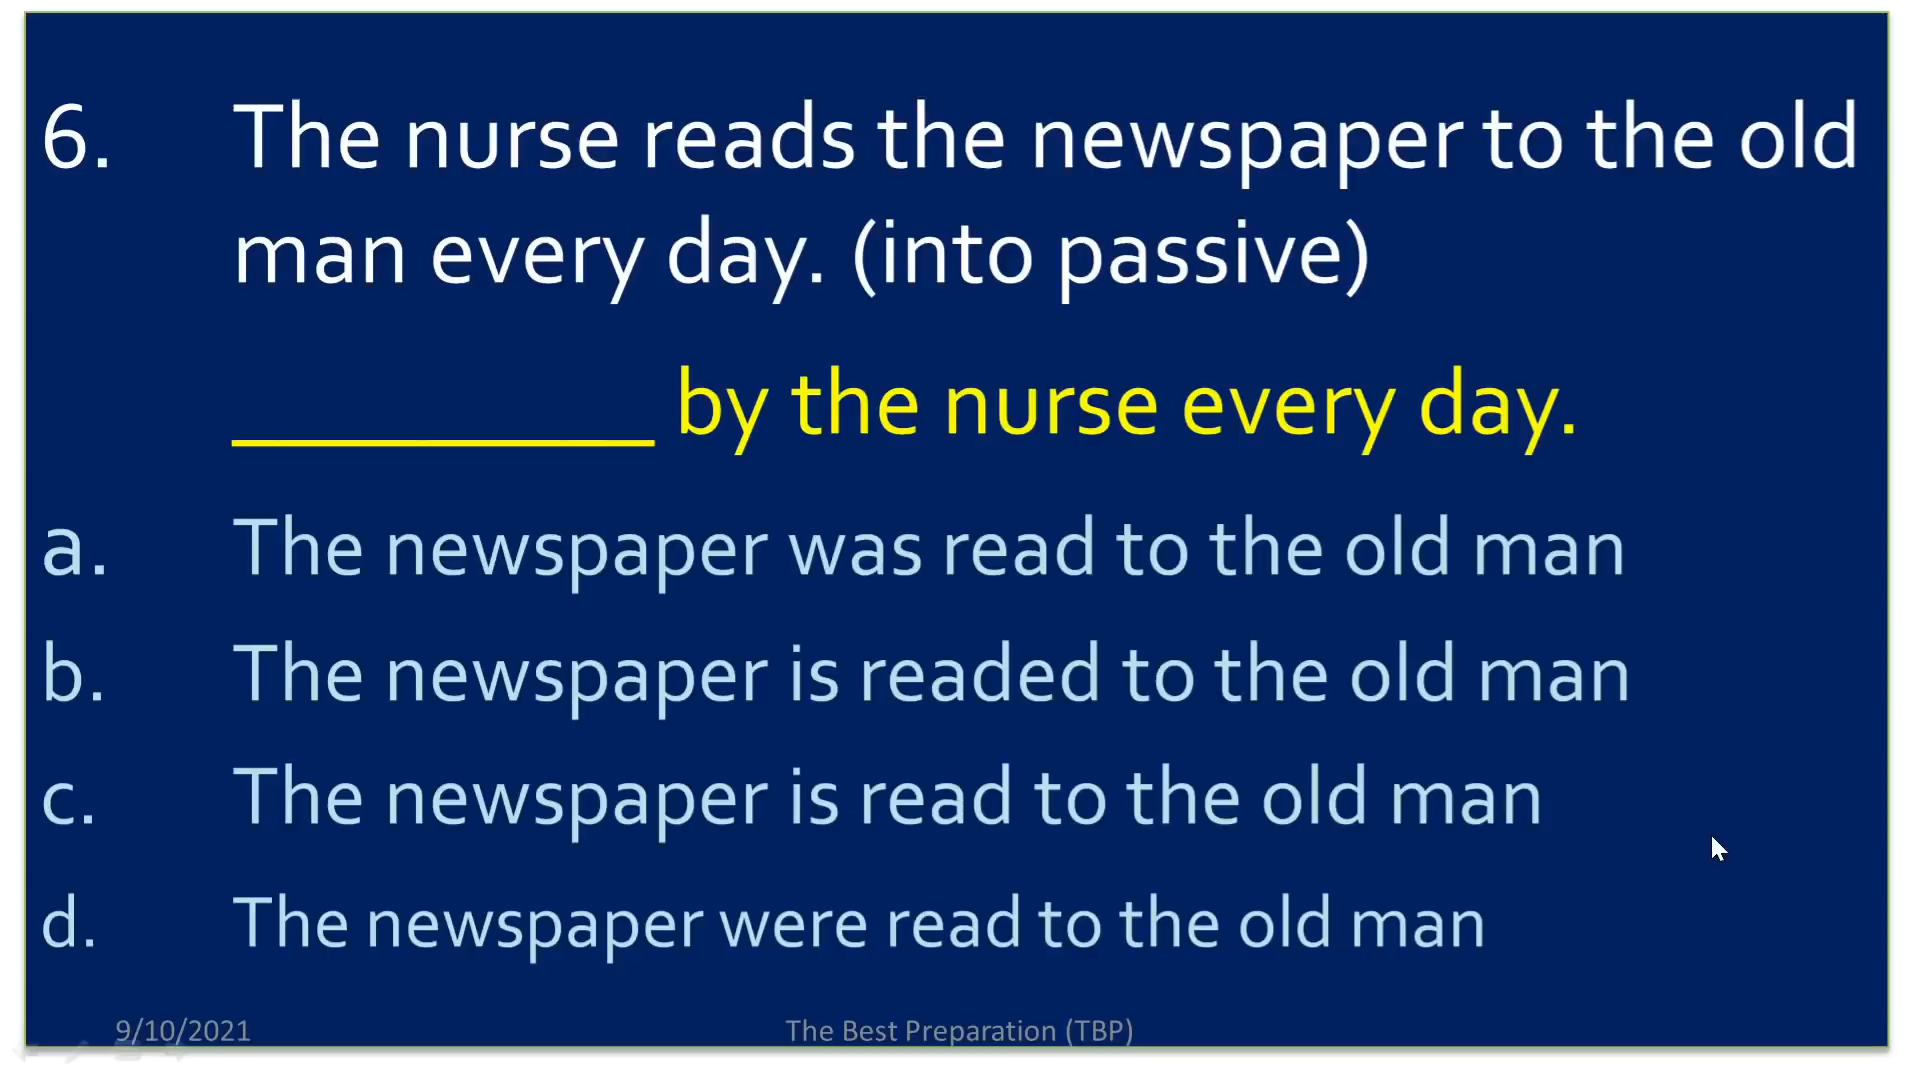 6. The nurse reads the newspaper to the old
man every day. (into passive)
__________ by the nurse every day.
a. The newspaper was read to the old man
b. The newspaper is readed to the old man
c. The newspaper is read to the old man
d. The newspaper were read to the old man
9/10/2021 The Best Preparation (TBP)